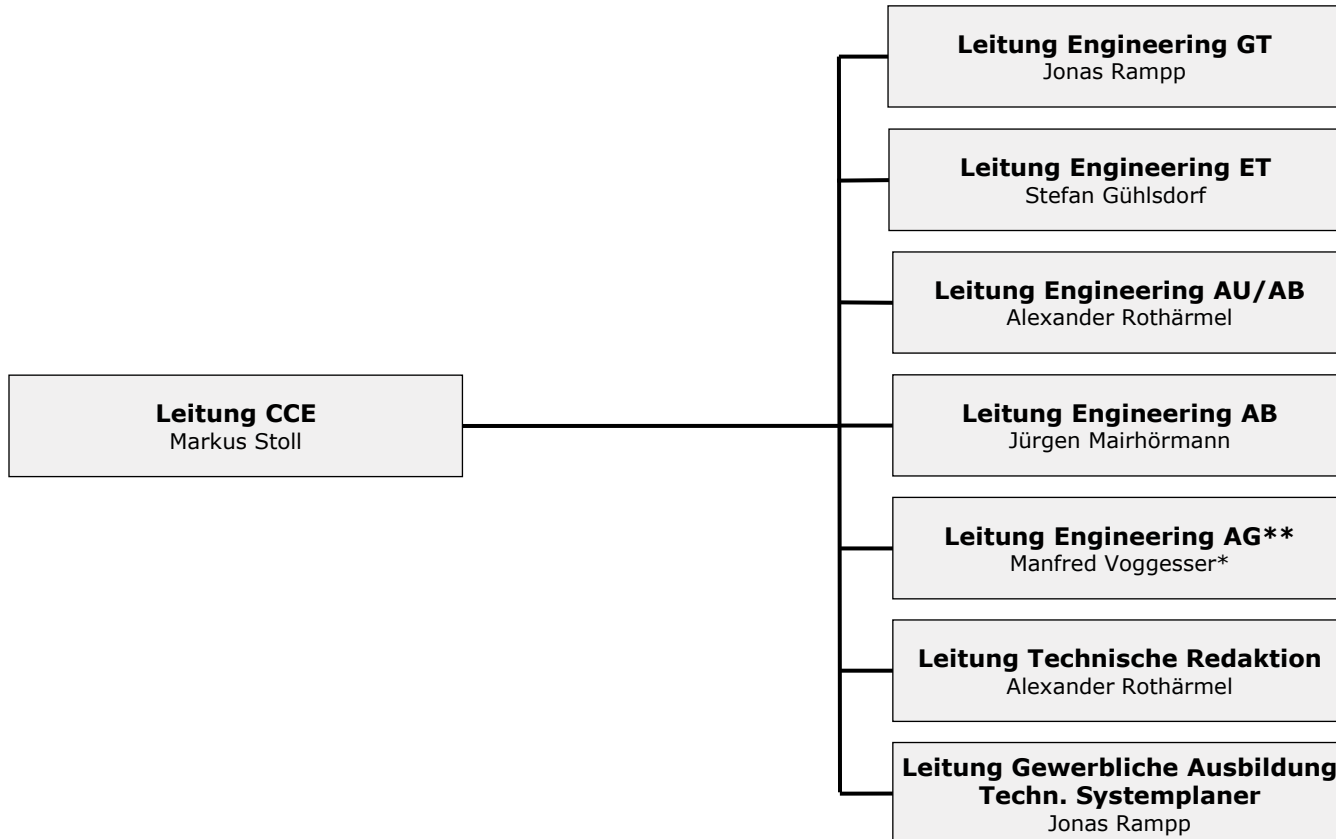 Leitung Engineering GT
Jonas Rampp
Leitung Engineering ET
Stefan Gühlsdorf
Leitung Engineering AU/AB
Alexander Rothärmel
Leitung CCE
Markus Stoll
Leitung Engineering AB
Jürgen Mairhörmann
Leitung Engineering AG**
Manfred Voggesser*
Leitung Technische Redaktion
Alexander Rothärmel
Leitung Gewerbliche Ausbildung
Techn. Systemplaner
Jonas Rampp